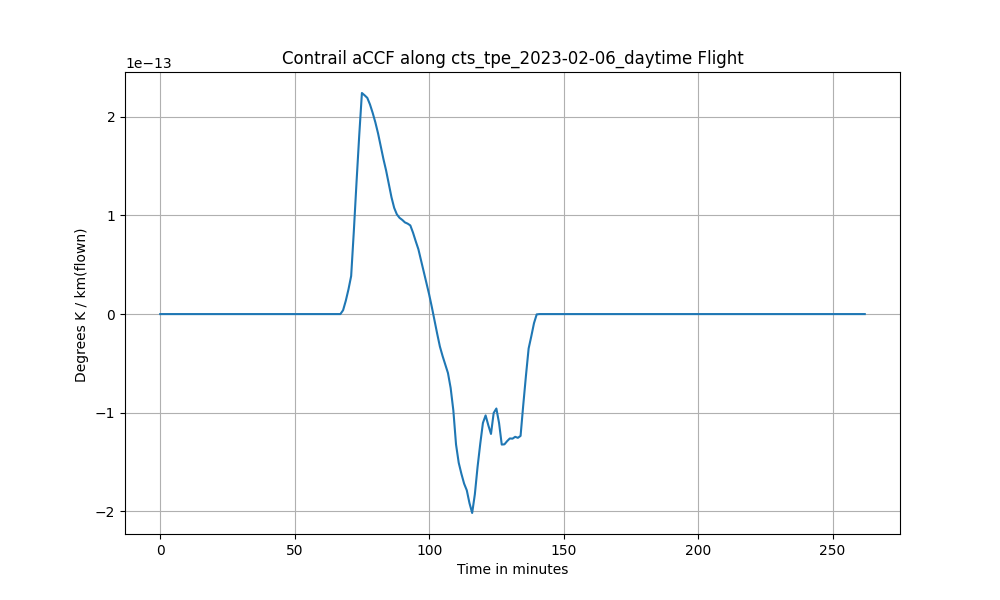 Contrail aCCF along cts_tpe_2023-02-06_daytime Flight
1e−13
2
1
0
−1
−2
Degrees K / km(flown)
0 50 100 150 200 250
Time in minutes